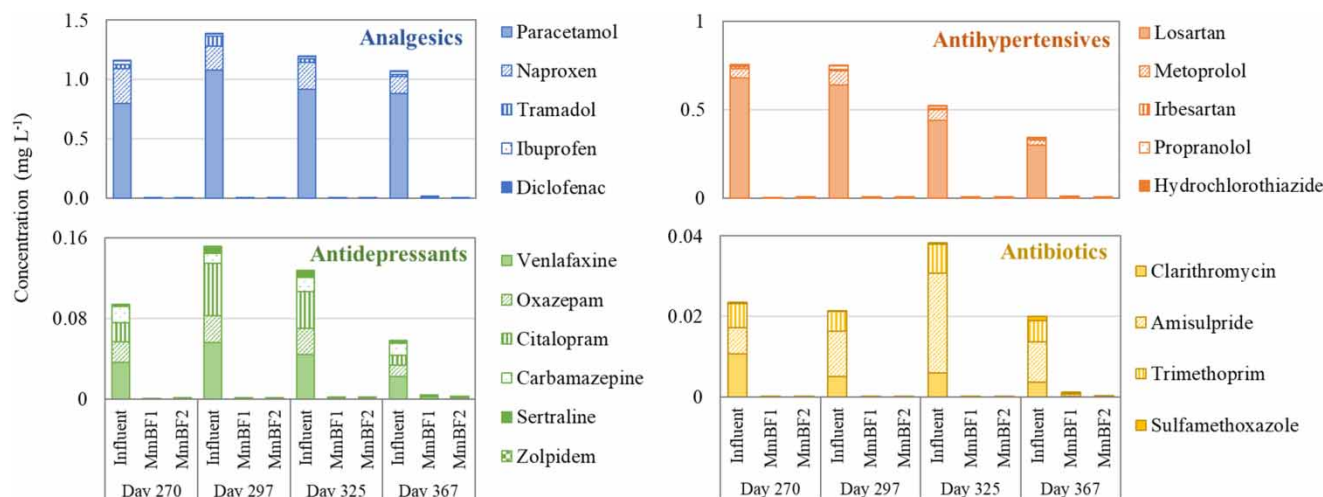 Concentration (mg L-1)
Analgesics
1.5
1.0
0.5
0.0
Paracetamol
Naproxen
Tramadol
Ibuprofen
Diclofenac
Antihypertensives
1
0.5
0
Losartan
Metoprolol
Irbesartan
Propranolol
Hydrochlorothiazide
Antidepressants
0.16
0.08
0
Influent MmBF1 MmBF2 Influent MmBF1 MmBF2 Influent MmBF1 MmBF2 Influent MmBF1 MmBF2
Day 270 Day 297 Day 325 Day 367
Venlafaxine
Oxazepam
Citalopram
Carbamazepine
Sertraline
Zolpidem
Antibiotics
0.04
0.02
0
Influent MmBF1 MmBF2 Influent MmBF1 MmBF2 Influent MmBF1 MmBF2 Influent MmBF1 MmBF2
Day 270 Day 297 Day 325 Day 367
Clarithromycin
Amisulpride
Trimethoprim
Sulfamethoxazole